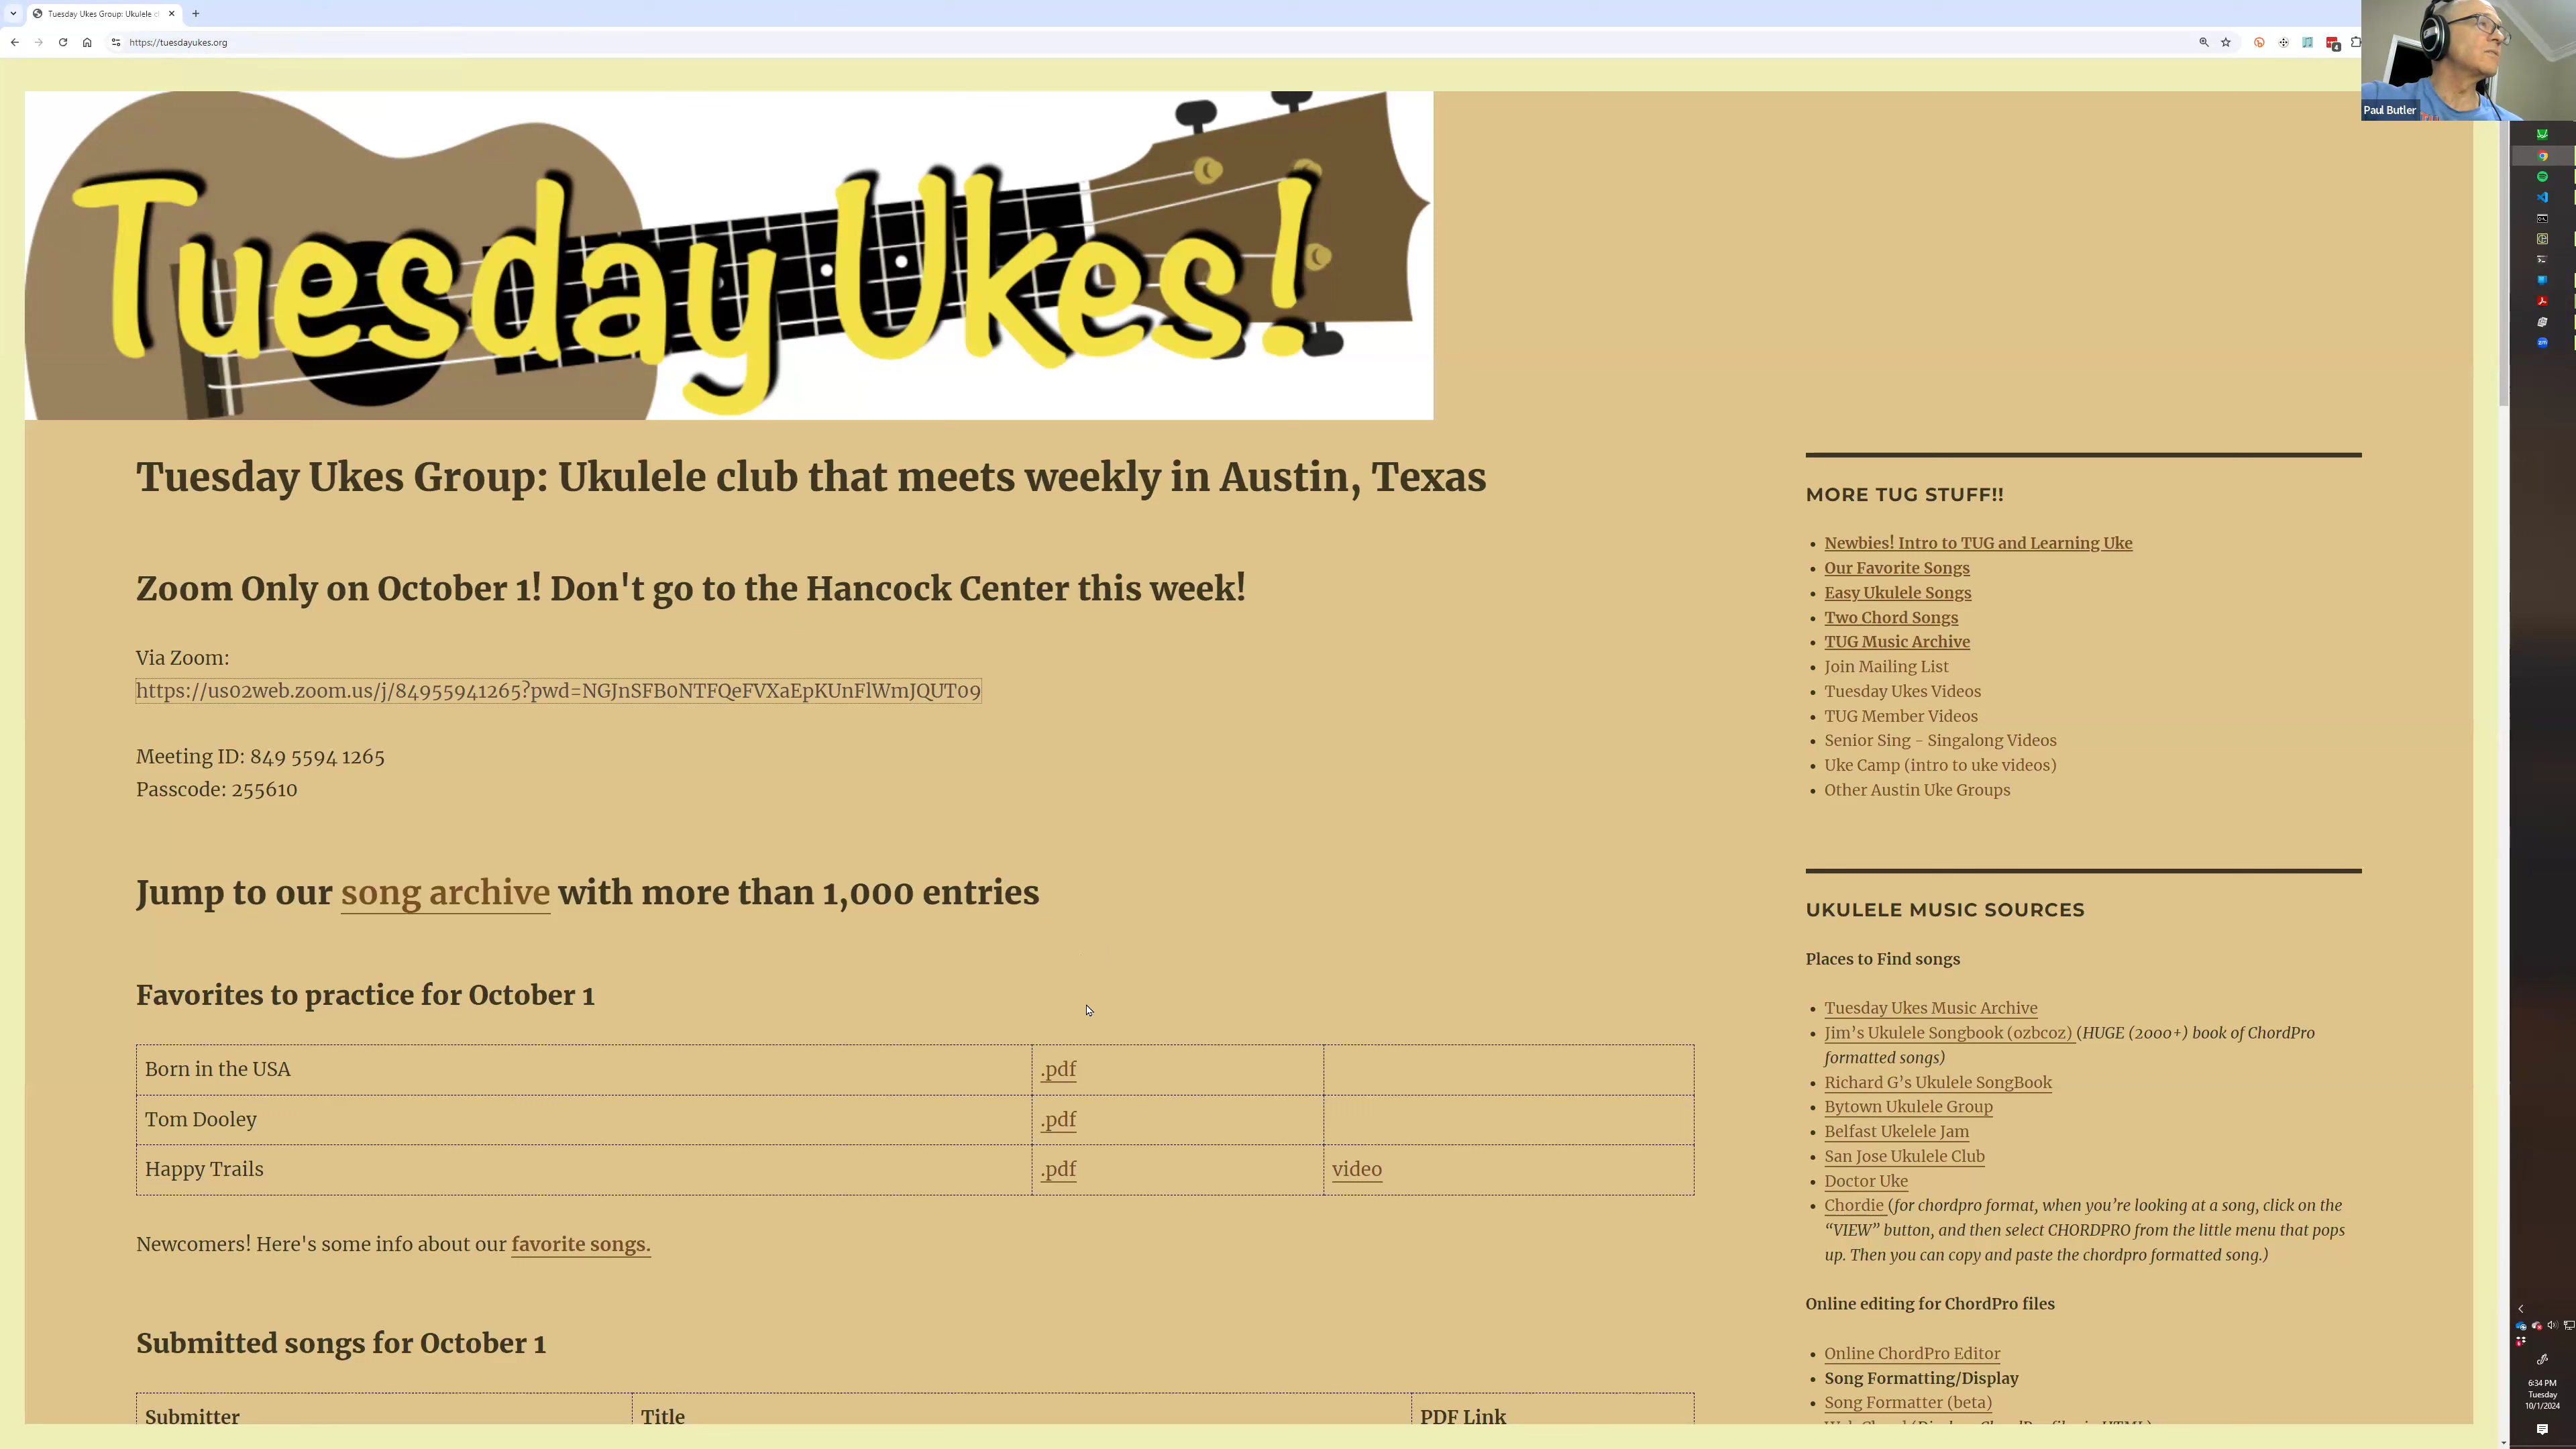 Tuesday Ukes Group: Ukulele cl
https://tuesdayukes.org
Paul Butler
Tuesday Ukes!
Tuesday Ukes Group: Ukulele club that meets weekly in Austin, Texas
Zoom Only on October 1! Don't go to the Hancock Center this week!
Via Zoom:
https://us02web.zoom.us/j/84955941265?pwd=NGJnSFB0NTFQeFVXaEpKUnFlWmJQUT09
Meeting ID: 849 5594 1265
Passcode: 255610
Jump to our song archive with more than 1,000 entries
Favorites to practice for October 1
Born in the USA .pdf
Tom Dooley .pdf
Happy Trails .pdf video
Newcomers! Here's some info about our favorite songs.
Submitted songs for October 1
Submitter Title PDF Link
MORE TUG STUFF!!
• Newbies! Intro to TUG and Learning Uke
• Our Favorite Songs
• Easy Ukulele Songs
• Two Chord Songs
• TUG Music Archive
• Join Mailing List
• Tuesday Ukes Videos
• TUG Member Videos
• Senior Sing - Singalong Videos
• Uke Camp (intro to uke videos)
• Other Austin Uke Groups
UKULELE MUSIC SOURCES
Places to Find songs
• Tuesday Ukes Music Archive
• Jim's Ukulele Songbook (ozbcoz) (HUGE (2000+) book of ChordPro
formatted songs)
• Richard G's Ukulele SongBook
• Bytown Ukulele Group
• Belfast Ukelele Jam
• San Jose Ukulele Club
• Doctor Uke
• Chordie (for chordpro format, when you're looking at a song, click on the
“VIEW” button, and then select CHORDPRO from the little menu that pops
up. Then you can copy and paste the chordpro formatted song.)
Online editing for ChordPro files
• Online ChordPro Editor
• Song Formatting/Display
• Song Formatter (beta)
zm
6:34 PM
Tuesday
10/1/2024